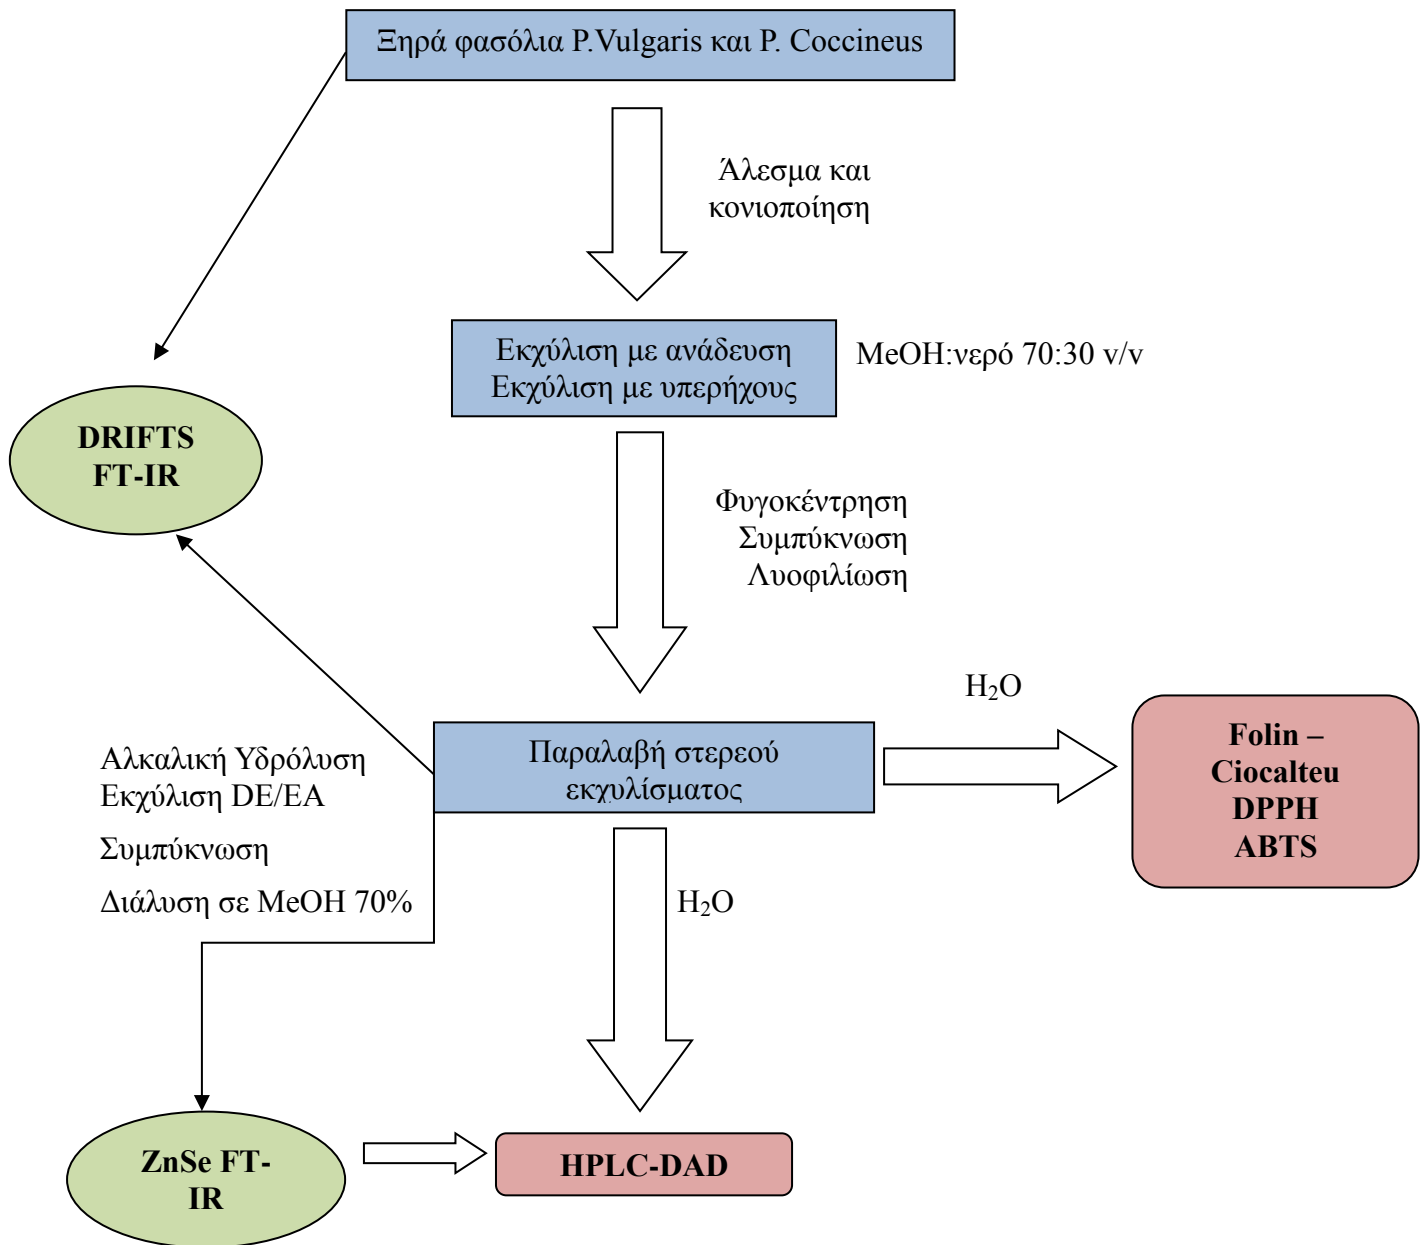 Ξηρά φασόλια P.Vulgaris και P. Coccineus
Άλεσμα και
κονιοποίηση
Εκχύλιση με ανάδευση
Εκχύλιση με υπερήχους
MeOH:νερό 70:30 v/v
DRIFTS
FT-IR
Φυγοκέντρηση
Συμπύκνωση
Λυοφιλίωση
H₂O
Παραλαβή στερεού
εκχυλίσματος
Folin –
Ciocalteu
DPPH
ABTS
Αλκαλική Υδρόλυση
Εκχύλιση DE/EA
Συμπύκνωση
Διάλυση σε MeOH 70%
H₂O
ZnSe FT-
IR
HPLC-DAD